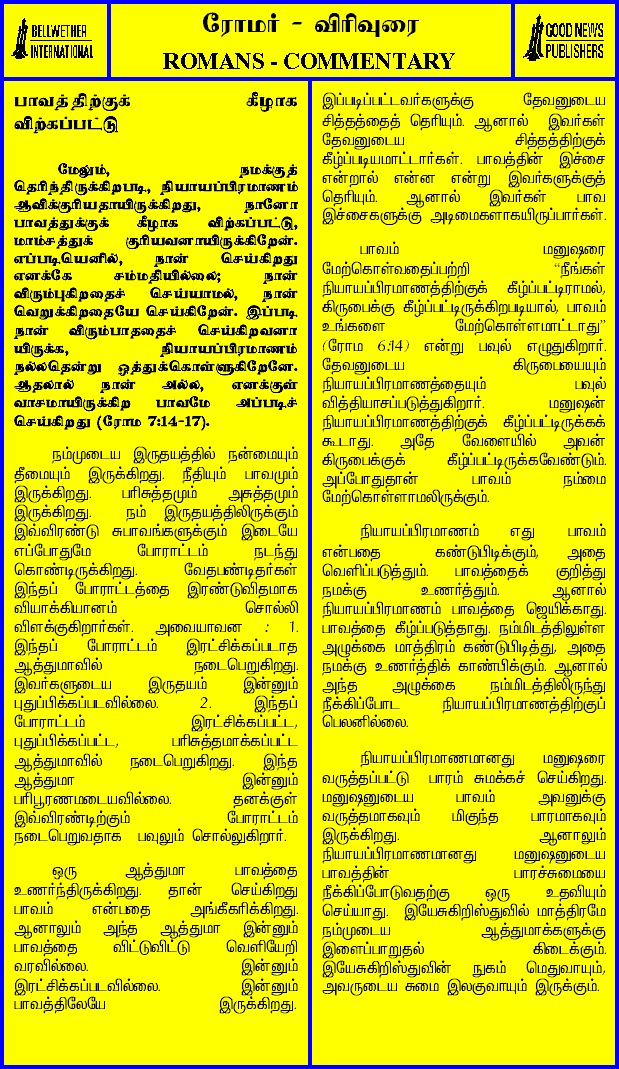 BELLWETHER
INTERNATIONAL
ரோமர் - விரிவுரை
ROMANS - COMMENTARY
GOOD NEWS
PUBLISHERS
பாவத்திற்குக் கீழாக
விற்கப்பட்டு
மேலும், நமக்குத்
தெரிந்திருக்கிறபடி, நியாயப்பிரமாணம்
ஆவிக்குரியதாயிருக்கிறது, நானோ
பாவத்துக்குக் கீழாக விற்கப்பட்டு,
மாம்சத்துக் குரியவனாயிருக்கிறேன்.
எப்படியெனில், நான் செய்கிறது
எனக்கே சம்மதியில்லை; நான்
விரும்புகிறதைச் செய்யாமல், நான்
வெறுக்கிறதையே செய்கிறேன். இப்படி
நான் விரும்பாததைச் செய்கிறவனா
யிருக்க, நியாயப்பிரமாணம்
நல்லதென்று ஒத்துக்கொள்ளுகிறேனே.
ஆதலால் நான் அல்ல, எனக்குள்
வாசமாயிருக்கிற பாவமே அப்படிச்
செய்கிறது (ரோம 7:14-17).
நம்முடைய இருதயத்தில் நன்மையும்
தீமையும் இருக்கிறது. நீதியும் பாவமும்
இருக்கிறது. பரிசுத்தமும் அசுத்தமும்
இருக்கிறது. நம் இருதயத்திலிருக்கும்
இவ்விரண்டு சுபாவங்களுக்கும் இடையே
எப்போதுமே போராட்டம் நடந்து
கொண்டிருக்கிறது. வேதபண்டிதர்கள்
இந்தப் போராட்டத்தை இரண்டுவிதமாக
வியாக்கியானம் சொல்லி
விளக்குகிறார்கள். அவையாவன : 1.
இந்தப் போராட்டம் இரட்சிக்கப்படாத
ஆத்துமாவில் நடைபெறுகிறது.
இவர்களுடைய இருதயம் இன்னும்
புதுப்பிக்கப்படவில்லை. 2. இந்தப்
போராட்டம் இரட்சிக்கப்பட்ட,
புதுப்பிக்கப்பட்ட, பரிசுத்தமாக்கப்பட்ட
ஆத்துமாவில் நடைபெறுகிறது. இந்த
ஆத்துமா இன்னும்
பரிபூரணமடையவில்லை. தனக்குள்
இவ்விரண்டிற்கும் போராட்டம்
நடைபெறுவதாக பவுலும் சொல்லுகிறார்.
ஒரு ஆத்துமா பாவத்தை
உணர்ந்திருக்கிறது. தான் செய்கிறது
பாவம் என்பதை அங்கீகரிக்கிறது.
ஆனாலும் அந்த ஆத்துமா இன்னும்
பாவத்தை விட்டுவிட்டு வெளியேறி
வரவில்லை. இன்னும்
இரட்சிக்கப்படவில்லை. இன்னும்
பாவத்திலேயே இருக்கிறது.
இப்படிப்பட்டவர்களுக்கு தேவனுடைய
சித்தத்தைத் தெரியும். ஆனால் இவர்கள்
தேவனுடைய சித்தத்திற்குக்
கீழ்ப்படியமாட்டார்கள். பாவத்தின் இச்சை
என்றால் என்ன என்று இவர்களுக்குத்
தெரியும். ஆனால் இவர்கள் பாவ
இச்சைகளுக்கு அடிமைகளாகயிருப்பார்கள்.
பாவம் மனுஷரை
மேற்கொள்வதைப்பற்றி "நீங்கள்
நியாயப்பிரமாணத்திற்குக் கீழ்ப்பட்டிராமல்,
கிருபைக்கு கீழ்ப்பட்டிருக்கிறபடியால், பாவம்
உங்களை மேற்கொள்ளமாட்டாது"
(ரோம 6:14) என்று பவுல் எழுதுகிறார்.
தேவனுடைய கிருபையையும்
நியாயப்பிரமாணத்தையும் பவுல்
வித்தியாசப்படுத்துகிறார். மனுஷன்
நியாயப்பிரமாணத்திற்குக் கீழ்ப்பட்டிருக்கக்
கூடாது. அதே வேளையில் அவன்
கிருபைக்குக் கீழ்ப்பட்டிருக்கவேண்டும்.
அப்போதுதான் பாவம் நம்மை
மேற்கொள்ளாமலிருக்கும்.
நியாயப்பிரமாணம் எது பாவம்
என்பதை கண்டுபிடிக்கும், அதை
வெளிப்படுத்தும். பாவத்தைக் குறித்து
நமக்கு உணர்த்தும். ஆனால்
நியாயப்பிரமாணம் பாவத்தை ஜெயிக்காது.
பாவத்தை கீழ்ப்படுத்தாது. நம்மிடத்திலுள்ள
அழுக்கை மாத்திரம் கண்டுபிடித்து, அதை
நமக்கு உணர்த்திக் காண்பிக்கும். ஆனால்
அந்த அழுக்கை நம்மிடத்திலிருந்து
நீக்கிப்போட நியாயப்பிரமாணத்திற்குப்
பெலனில்லை.
நியாயப்பிரமாணமானது மனுஷரை
வருத்தப்பட்டு பாரம் சுமக்கச் செய்கிறது.
மனுஷனுடைய பாவம் அவனுக்கு
வருத்தமாகவும் மிகுந்த பாரமாகவும்
இருக்கிறது. ஆனாலும்
நியாயப்பிரமாணமானது மனுஷனுடைய
பாவத்தின் பாரச்சுமையை
நீக்கிப்போடுவதற்கு ஒரு உதவியும்
செய்யாது. இயேசுகிறிஸ்துவில் மாத்திரமே
நம்முடைய ஆத்துமாக்களுக்கு
இளைப்பாறுதல் கிடைக்கும்.
இயேசுகிறிஸ்துவின் நுகம் மெதுவாயும்,
அவருடைய சுமை இலகுவாயும் இருக்கும்.